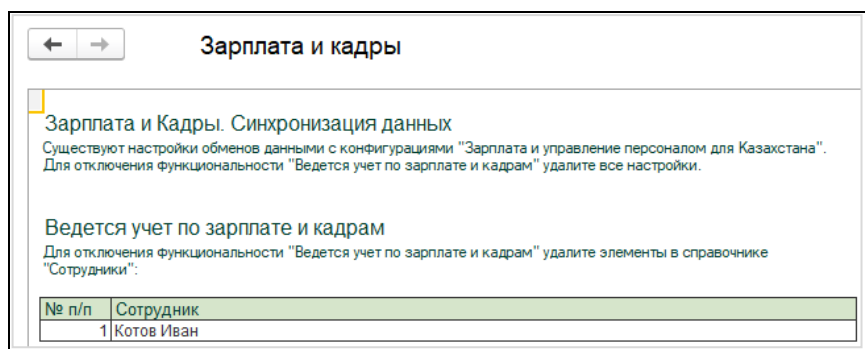 Зарплата и кадры
Зарплата и Кадры. Синхронизация данных
Существуют настройки обменов данными с конфигурациями "Зарплата и управление персоналом для Казахстана".
Для отключения функциональности "Ведется учет по зарплате и кадрам" удалите все настройки.
Ведется учет по зарплате и кадрам
Для отключения функциональности "Ведется учет по зарплате и кадрам" удалите элементы в справочнике
"Сотрудники":
№ п/п Сотрудник
1 Котов Иван